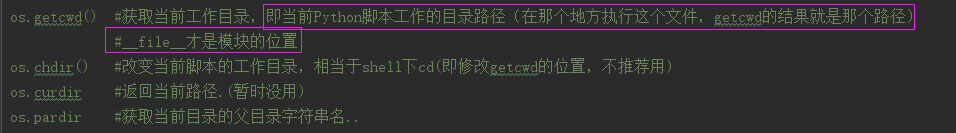 os.getcwd() #获取当前工作目录，即当前Python脚本工作的目录路径（在那个地方执行这个文件，getcwd的结果就是那个路径）
#__file__才是模块的位置
os.chdir() #改变当前脚本的工作目录，相当于shell下cd(即修改getcwd的位置，不推荐用)
os.curdir #返回当前路径.(暂时没用)
os.pardir #获取当前目录的父目录字符串名..